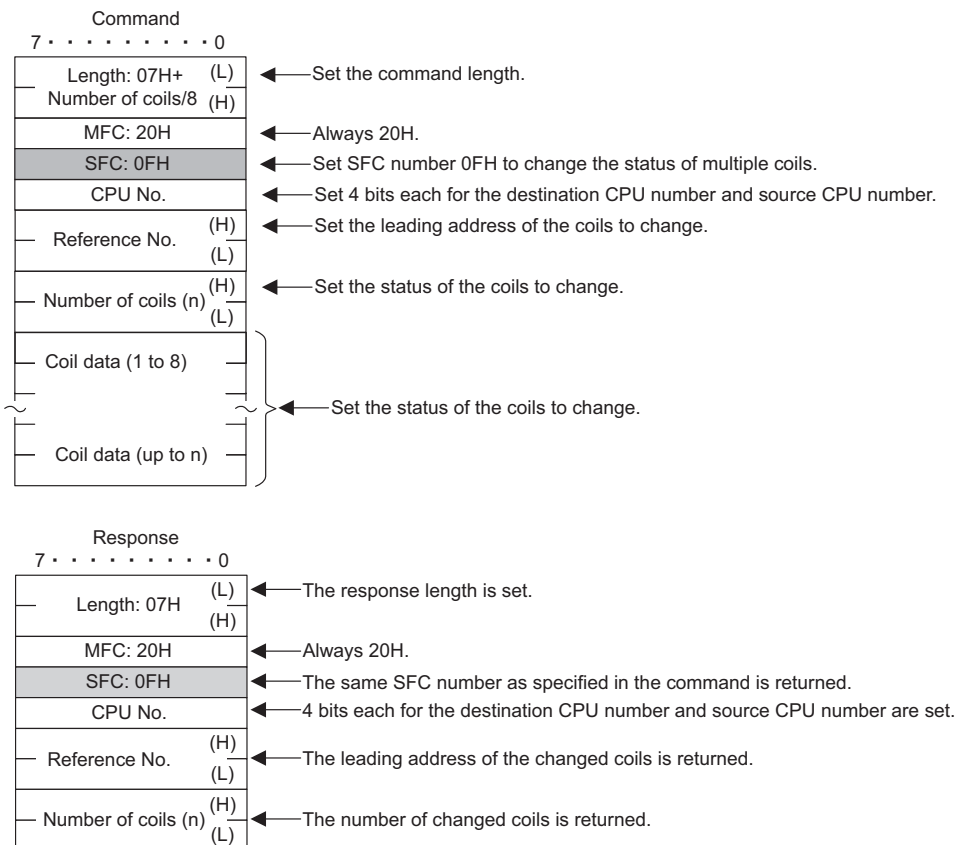 Command
7 · · · · · · · · · 0
Length: 07H+ (L)
Number of coils/8 (H)
Set the command length.
MFC: 20H
Always 20H.
SFC: 0FH
Set SFC number 0FH to change the status of multiple coils.
CPU No.
Set 4 bits each for the destination CPU number and source CPU number.
Reference No. (H)
(L)
Set the leading address of the coils to change.
Number of coils (n) (H)
(L)
Set the status of the coils to change.
Coil data (1 to 8)
Set the status of the coils to change.
Coil data (up to n)
Response
7 · · · · · · · · · 0
Length: 07H (L)
(H)
The response length is set.
MFC: 20H
Always 20H.
SFC: 0FH
The same SFC number as specified in the command is returned.
CPU No.
4 bits each for the destination CPU number and source CPU number are set.
Reference No. (H)
(L)
The leading address of the changed coils is returned.
Number of coils (n) (H)
(L)
The number of changed coils is returned.